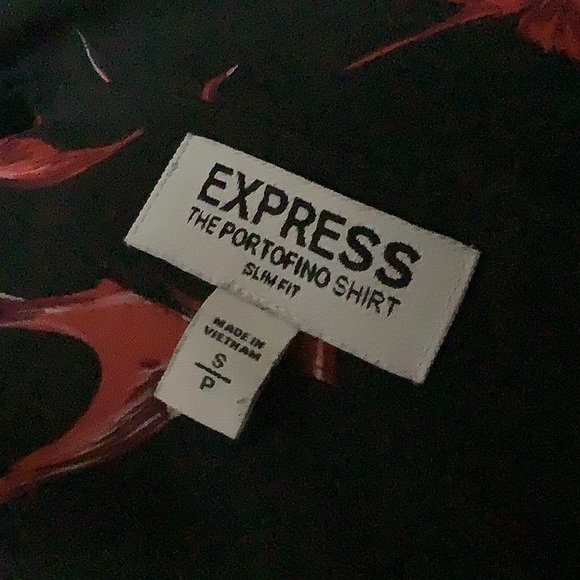 EXPRESS
THE PORTOFINO SHIRT
SLIM FIT
MADE IN
VIETNAM
S
P